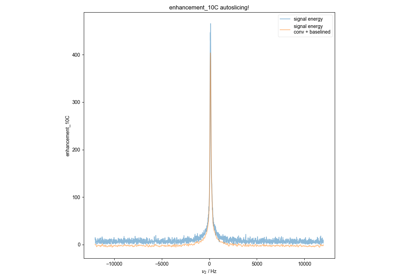 enhancement_10C autoslicing!
signal energy
signal energy
conv + baselined
enhancement_10C
400
300
200
100
0
−10000
−5000
0
5000
10000
ν₂ / Hz